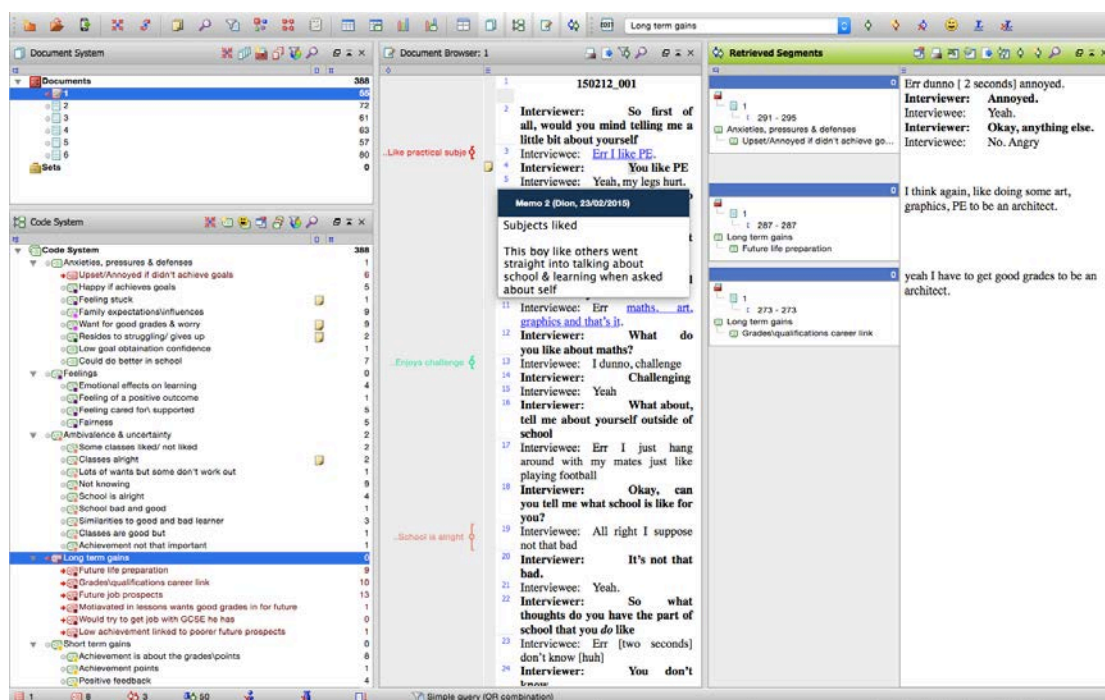 Long term gains
Document System
Documents 388
1 55
2 72
3 61
4 63
5 57
6 80
Sets 0
Code System
Code System 388
Anxieties, pressures & defenses 1
Upset/Annoyed if didn't achieve goals 6
Happy if achieves goals 5
Feeling stuck 1
Family expectations\influences 9
Want for good grades & worry 9
Resides to struggling/ gives up 2
Low goal obtaination confidence 1
Could do better in school 7
Feelings 0
Emotional effects on learning 4
Feeling of a positive outcome 1
Feeling cared for\ supported 5
Fairness 5
Ambivalence & uncertainty 2
Some classes liked/ not liked 2
Classes alright 2
Lots of wants but some don't work out 1
Not knowing 9
School is alright 4
School bad and good 1
Similarities to good and bad learner 3
Classes are good but 1
Achievement not that important 1
Long term gains 0
Future life preparation 9
Grades\qualifications career link 10
Future job prospects 13
Motiavated in lessons wants good grades in for future 1
Would try to get job with GCSE he has 0
Low achievement linked to poorer future prospects 1
Short term gains 0
Achievement is about the grades\points 8
Achievement points 1
Positive feedback 4
Document Browser: 1
1 150212_001
2 Interviewer: So first of
all, would you mind telling me a
little bit about yourself
..Like practical subje
3 Interviewee: Err I like PE.
4 Interviewer: You like PE
5 Interviewee: Yeah, my legs hurt.
Memo 2 (Dion, 23/02/2015)
Subjects liked
This boy like others went
straight into talking about
school & learning when asked
about self
11 Interviewee: Err maths, art,
graphics and that's it.
12 Interviewer: What do
you like about maths?
..Enjoys challenge
13 Interviewee: I dunno, challenge
14 Interviewer: Challenging
15 Interviewee: Yeah
16 Interviewer: What about,
tell me about yourself outside of
school
17 Interviewee: Err I just hang
around with my mates just like
playing football
18 Interviewer: Okay, can
you tell me what school is like for
you?
..School is alright
19 Interviewee: All right I suppose
not that bad
20 Interviewer: It's not that
bad.
21 Interviewee: Yeah.
22 Interviewer: So what
thoughts do you have the part of
school that you do like
23 Interviewee: Err [two seconds]
don't know [huh]
24 Interviewer: You don't
know
Retrieved Segments
0
1
291 - 295
Anxieties, pressures & defenses
Upset/Annoyed if didn't achieve go...
Err dunno [ 2 seconds] annoyed.
Interviewer: Annoyed.
Interviewee: Yeah.
Interviewer: Okay, anything else.
Interviewee: No. Angry
0
1
287 - 287
Long term gains
Future life preparation
I think again, like doing some art,
graphics, PE to be an architect.
0
1
273 - 273
Long term gains
Grades\qualifications career link
yeah I have to get good grades to be an
architect.
1 8 3 50 Simple query (OR combination)